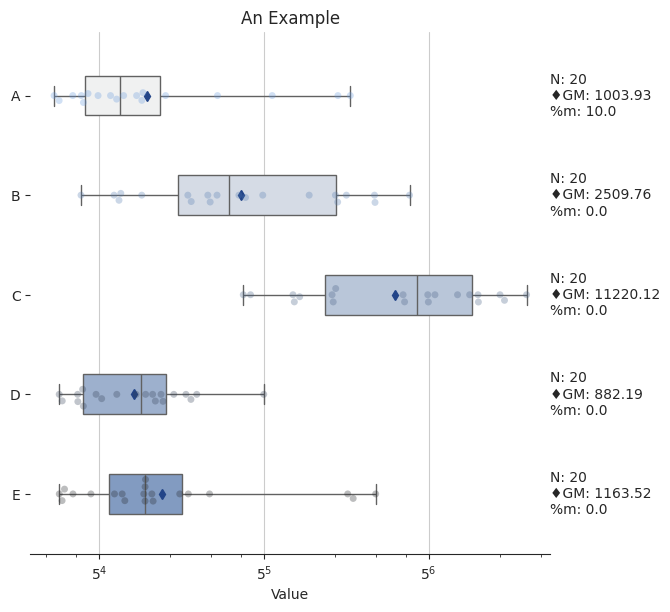 An Example
A
N: 20
♦GM: 1003.93
%m: 10.0
B
N: 20
♦GM: 2509.76
%m: 0.0
C
N: 20
♦GM: 11220.12
%m: 0.0
D
N: 20
♦GM: 882.19
%m: 0.0
E
N: 20
♦GM: 1163.52
%m: 0.0
5⁴ 5⁵ 5⁶
Value